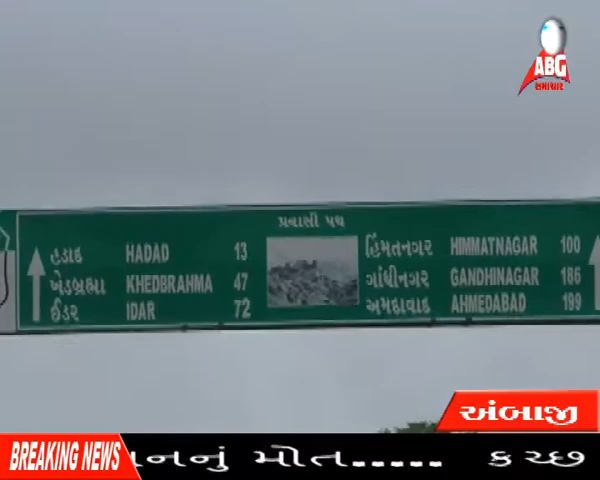 ABG
સમાચાર
પ્રવાસી પથ
હડાદ HADAD 13
ખેડબ્રહ્મા KHEDBRAHMA 47
ઈડર IDAR 72
હિંમતનગર HIMMATNAGAR 100
ગાંધીનગર GANDHINAGAR 186
અમદાવાદ AHMEDABAD 199
અંબાજી
BREAKING NEWS
નનું મોત..... કચ્છ